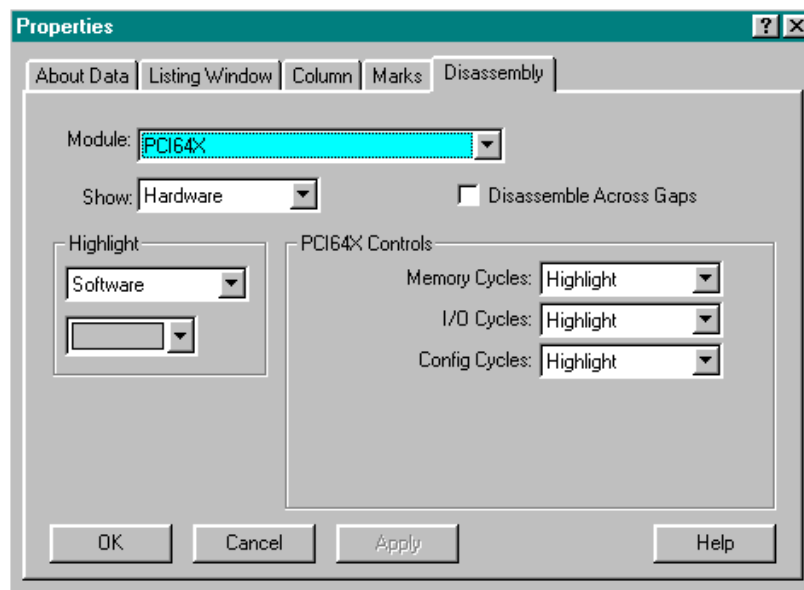 Properties
About Data Listing Window Column Marks Disassembly
Module: PCI64X
Show: Hardware Disassemble Across Gaps
Highlight
Software
PCI64X Controls
Memory Cycles: Highlight
I/O Cycles: Highlight
Config Cycles: Highlight
OK Cancel Apply Help